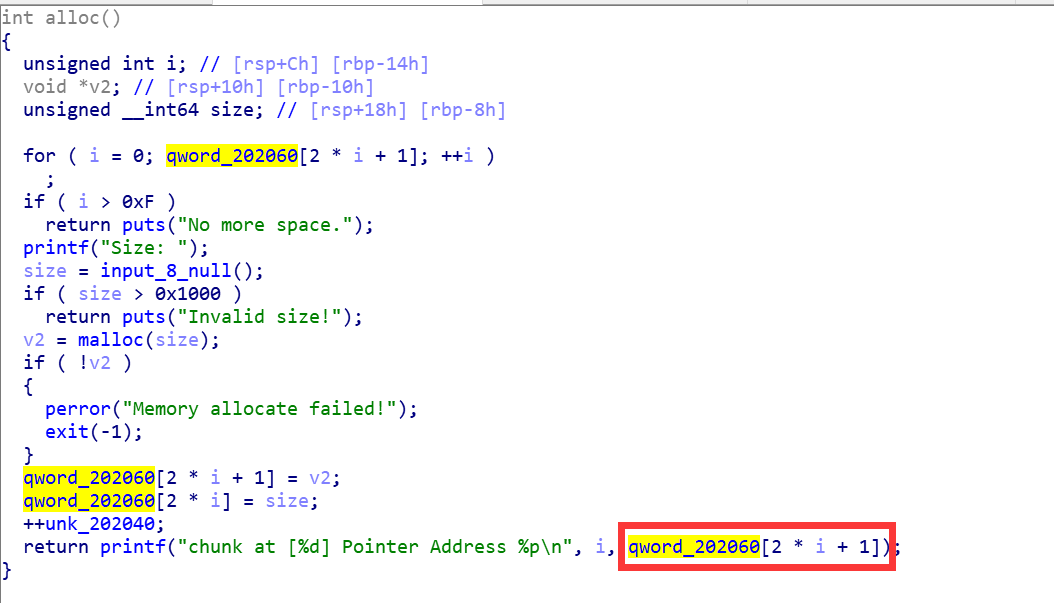 int alloc()
{
  unsigned int i; // [rsp+Ch] [rbp-14h]
  void *v2; // [rsp+10h] [rbp-10h]
  unsigned __int64 size; // [rsp+18h] [rbp-8h]

  for ( i = 0; qword_202060[2 * i + 1]; ++i )
    ;
  if ( i > 0xF )
    return puts("No more space.");
  printf("Size: ");
  size = input_8_null();
  if ( size > 0x1000 )
    return puts("Invalid size!");
  v2 = malloc(size);
  if ( !v2 )
  {
    perror("Memory allocate failed!");
    exit(-1);
  }
  qword_202060[2 * i + 1] = v2;
  qword_202060[2 * i] = size;
  ++unk_202040;
  return printf("chunk at [%d] Pointer Address %p\n", i, qword_202060[2 * i + 1]);
}